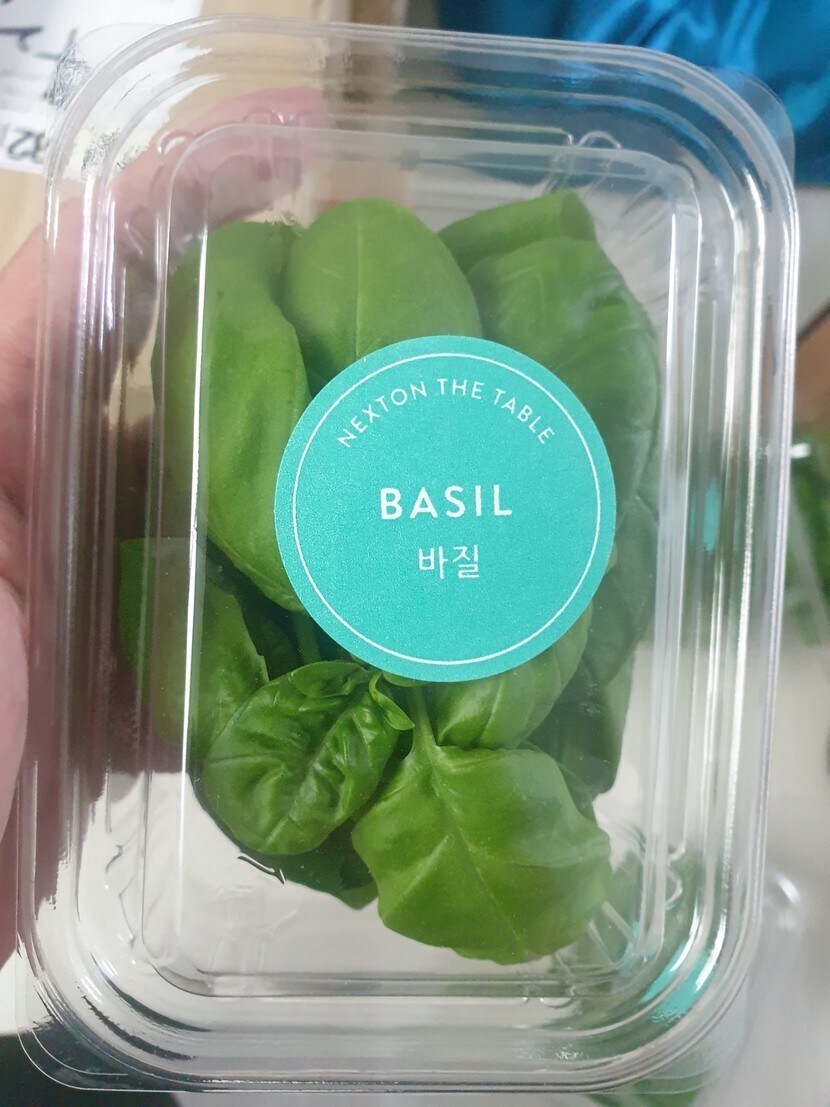 NEXTON THE TABLE
BASIL
바질